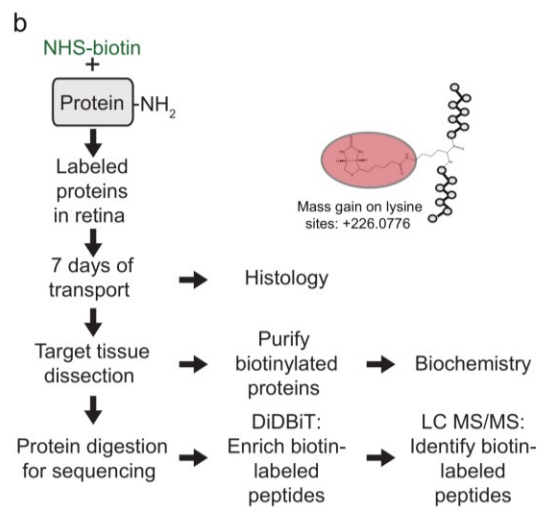 b
NHS-biotin
+
Protein -NH2
Labeled
proteins
in retina
Mass gain on lysine
sites: +226.0776
7 days of
transport
Histology
Target tissue
dissection
Purify
biotinylated
proteins
Biochemistry
Protein digestion
for sequencing
DiDBiT:
Enrich biotin-
labeled
peptides
LC MS/MS:
Identify biotin-
labeled
peptides